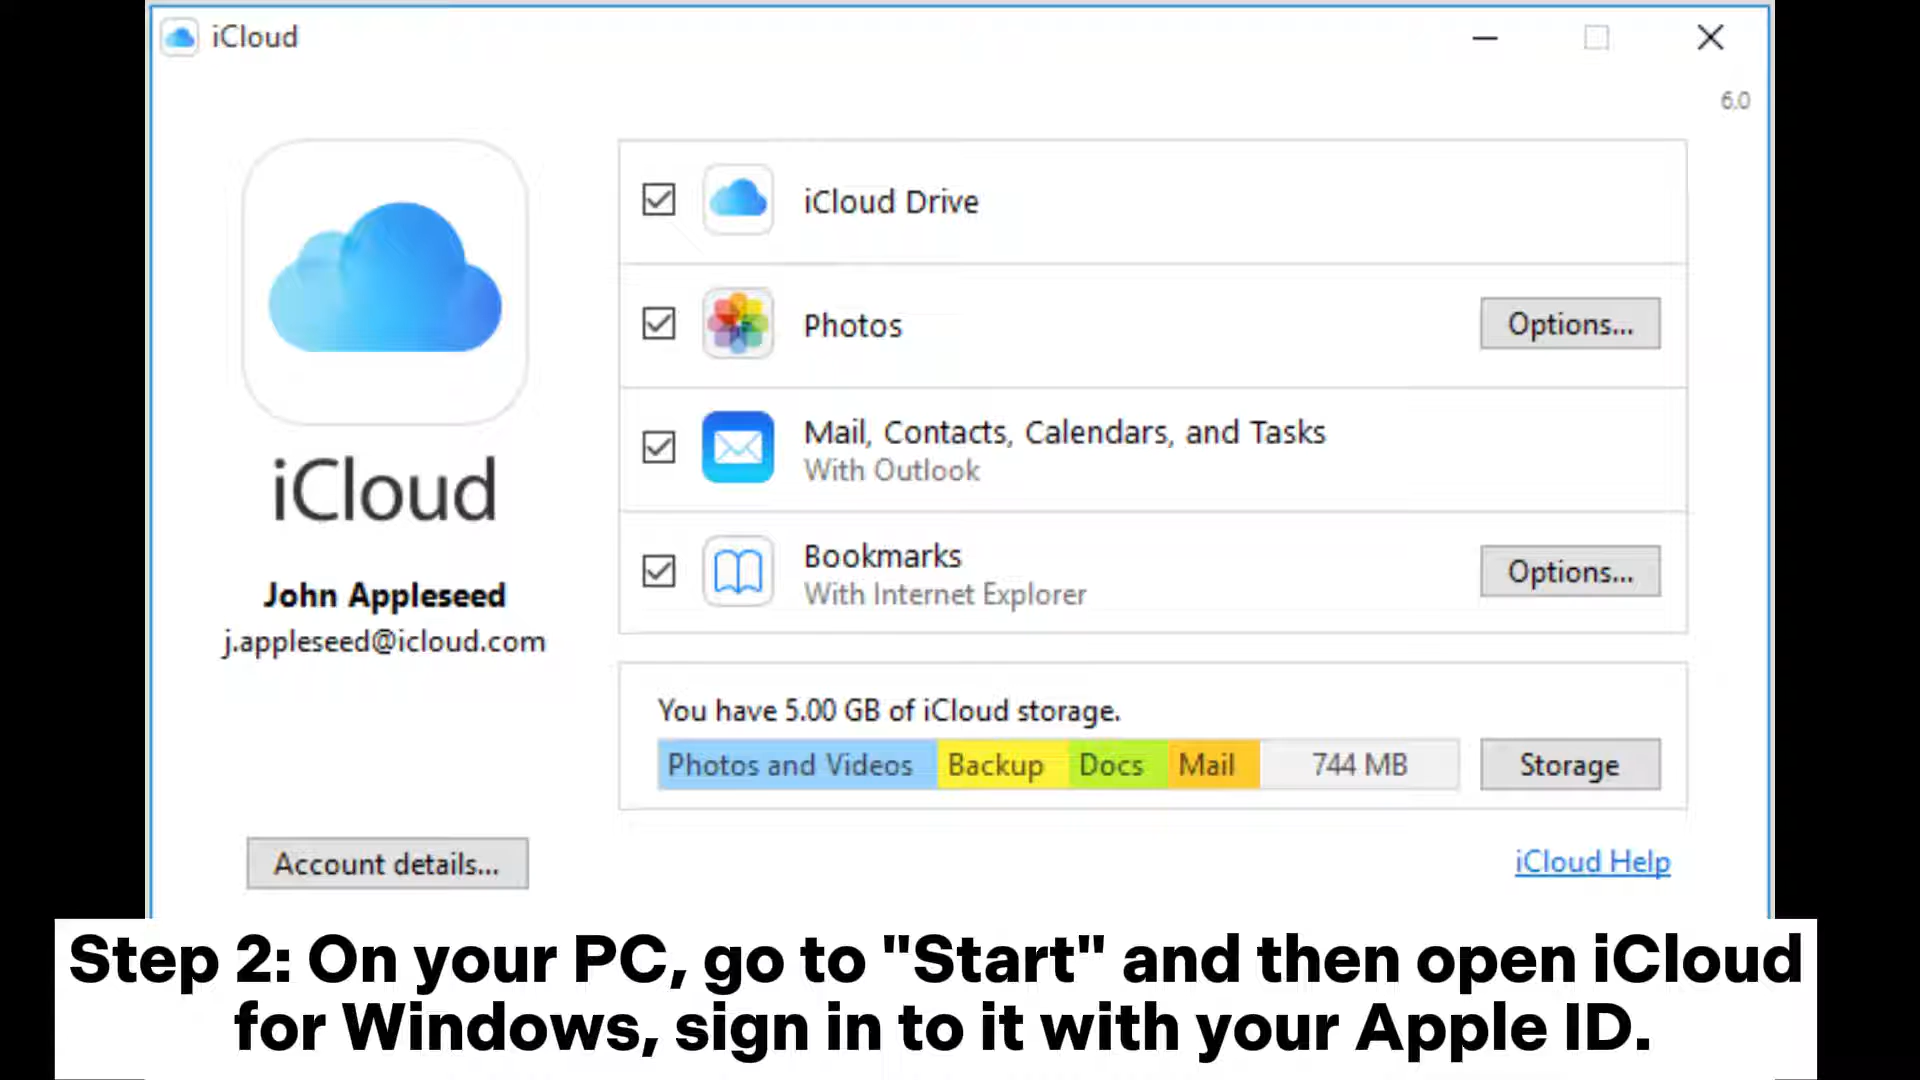 iCloud
6.0
iCloud Drive
Photos
Options...
Mail, Contacts, Calendars, and Tasks
With Outlook
iCloud
Bookmarks
With Internet Explorer
Options...
John Appleseed
j.appleseed@icloud.com
You have 5.00 GB of iCloud storage.
Photos and Videos Backup Docs Mail 744 MB
Storage
Account details...
iCloud Help
Step 2: On your PC, go to "Start" and then open iCloud
for Windows, sign in to it with your Apple ID.